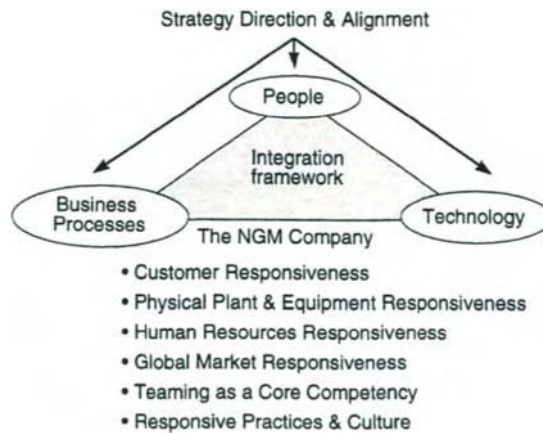 Strategy Direction & Alignment
People
Integration
framework
Business
Processes
Technology
The NGM Company
• Customer Responsiveness
• Physical Plant & Equipment Responsiveness
• Human Resources Responsiveness
• Global Market Responsiveness
• Teaming as a Core Competency
• Responsive Practices & Culture